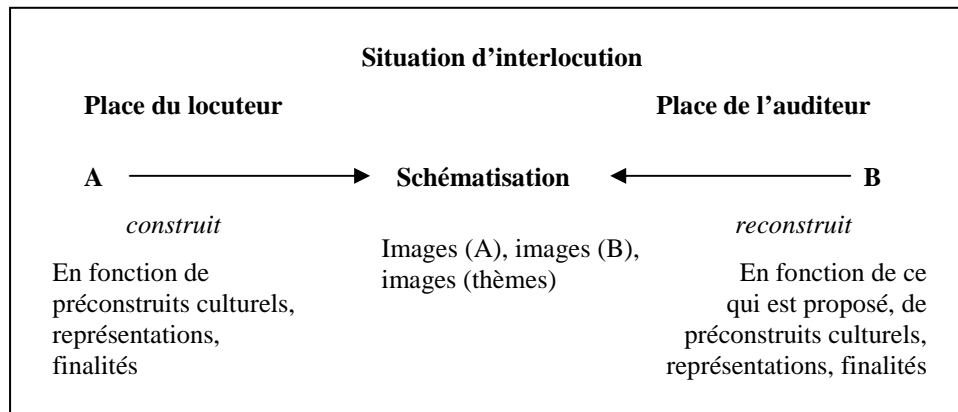 Situation d’interlocution
Place du locuteur
Place de l’auditeur
A
Schématisation
B
construit
reconstruit
Images (A), images (B),
images (thèmes)
En fonction de
préconstruits culturels,
représentations,
finalités
En fonction de ce
qui est proposé, de
préconstruits culturels,
représentations, finalités